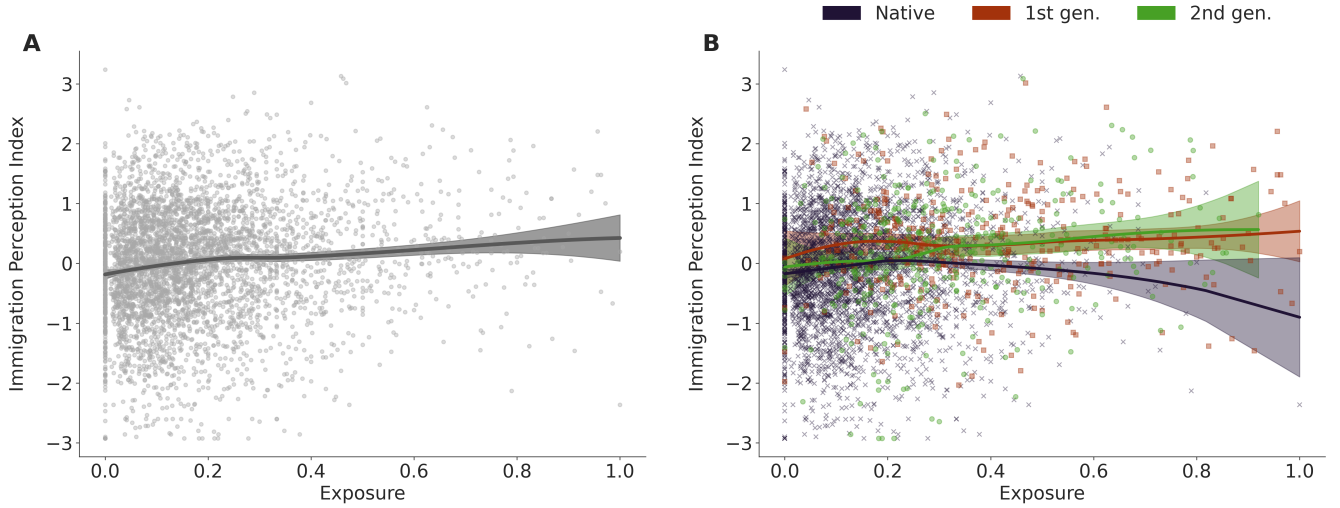 Native 1st gen. 2nd gen.
A
B
Immigration Perception Index
3
2
1
0
−1
−2
−3
0.0 0.2 0.4 0.6 0.8 1.0
Exposure
Immigration Perception Index
3
2
1
0
−1
−2
−3
0.0 0.2 0.4 0.6 0.8 1.0
Exposure